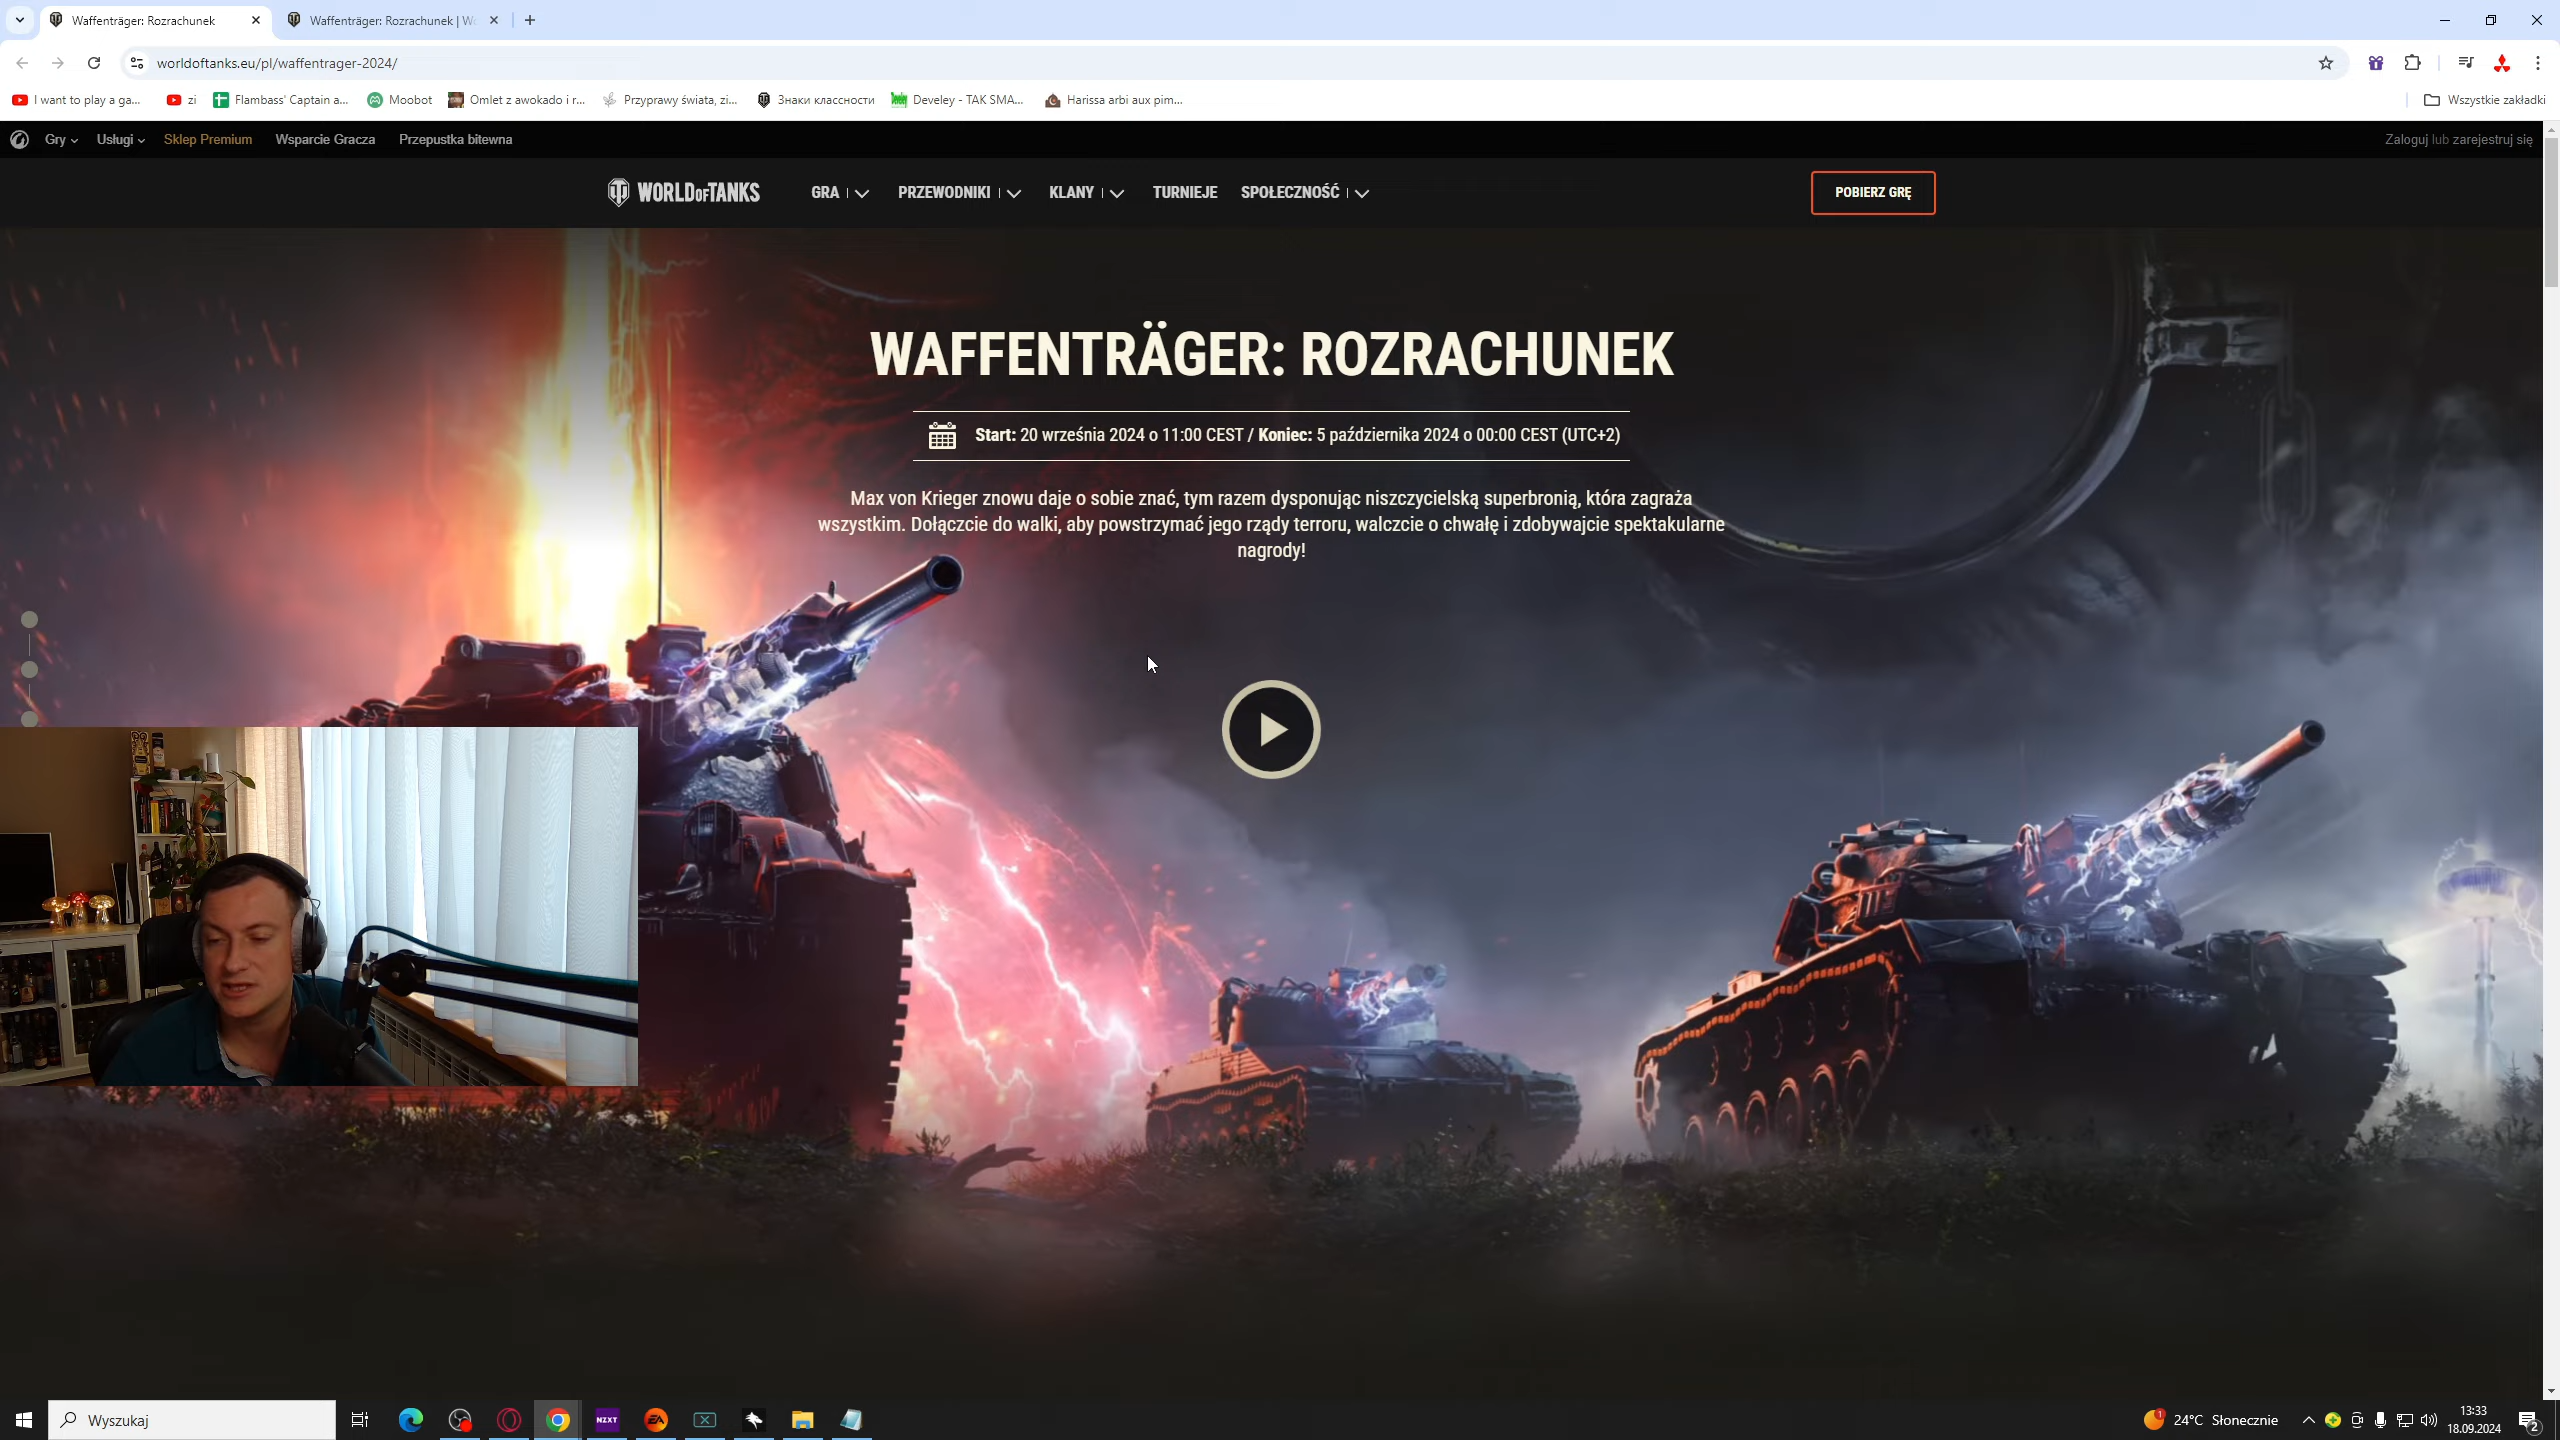 Waffenträger: Rozrachunek
Waffenträger: Rozrachunek | Wo
worldoftanks.eu/pl/waffentrager-2024/
I want to play a ga...
zi
Flambass' Captain a...
Moobot
Omlet z awokado i r...
Przyprawy świata, zi...
Знаки классности
Develey - TAK SMA...
Harissa arbi aux pim...
Wszystkie zakładki
Gry
Usługi
Sklep Premium
Wsparcie Gracza
Przepustka bitewna
Zaloguj lub zarejestruj się
WORLD OF TANKS
GRA
PRZEWODNIKI
KLANY
TURNIEJE
SPOŁECZNOŚĆ
POBIERZ GRĘ
WAFFENTRÄGER: ROZRACHUNEK
Start: 20 września 2024 o 11:00 CEST / Koniec: 5 października 2024 o 00:00 CEST (UTC+2)
Max von Krieger znowu daje o sobie znać, tym razem dysponując niszczycielską superbronią, która zagraża
wszystkim. Dołączcie do walki, aby powstrzymać jego rządy terroru, walczcie o chwałę i zdobywajcie spektakularne
nagrody!
Wyszukaj
NZXT
EA
1
24°C Słonecznie
13:33
18.09.2024
2